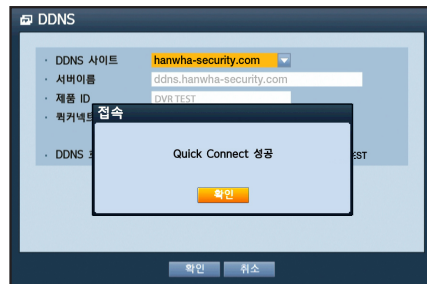 DDNS
DDNS 사이트 hanwha-security.com
서버이름 ddns.hanwha-security.com
제품 ID DVR TEST
퀵커넥트
접속
DDNS
Quick Connect 성공
확인
확인 취소